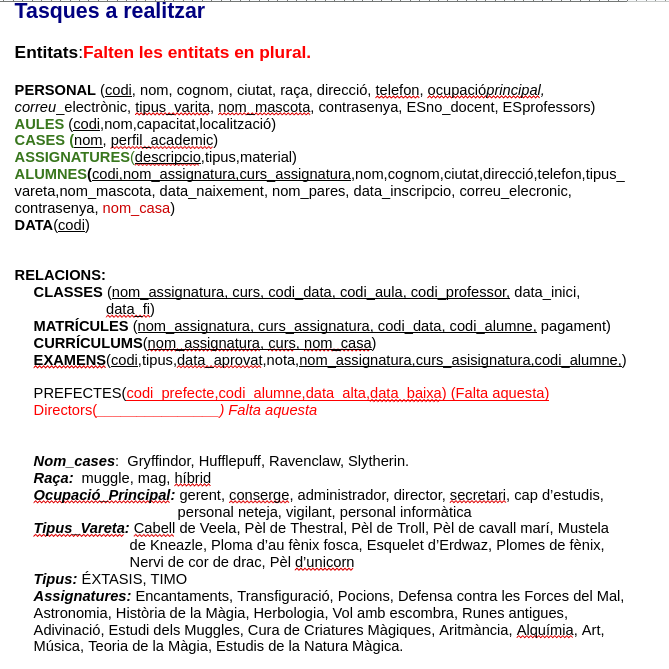 Tasques a realitzar
Entitats:Falten les entitats en plural.
PERSONAL (codi, nom, cognom, ciutat, raça, direcció, telefon, ocupacióprincipal,
correu_electrònic, tipus_varita, nom_mascota, contrasenya, ESno_docent, ESprofessors)
AULES (codi,nom,capacitat,localització)
CASES (nom, perfil_academic)
ASSIGNATURES(descripcio,tipus,material)
ALUMNES(codi,nom_assignatura,curs_assignatura,nom,cognom,ciutat,direcció,telefon,tipus_
vareta,nom_mascota, data_naixement, nom_pares, data_inscripcio, correu_elecronic,
contrasenya, nom_casa)
DATA(codi)
RELACIONS:
CLASSES (nom_assignatura, curs, codi_data, codi_aula, codi_professor, data_inici,
data_fi)
MATRÍCULES (nom_assignatura, curs_assignatura, codi_data, codi_alumne, pagament)
CURRÍCULUMS(nom_assignatura, curs, nom_casa)
EXAMENS(codi,tipus,data_aprovat,nota,nom_assignatura,curs_asisignatura,codi_alumne,)
PREFECTES(codi_prefecte,codi_alumne,data_alta,data_baixa) (Falta aquesta)
Directors(_______________) Falta aquesta
Nom_cases: Gryffindor, Hufflepuff, Ravenclaw, Slytherin.
Raça: muggle, mag, híbrid
Ocupació_Principal: gerent, conserge, administrador, director, secretari, cap d'estudis,
personal neteja, vigilant, personal informàtica
Tipus_Vareta: Cabell de Veela, Pèl de Thestral, Pèl de Troll, Pèl de cavall marí, Mustela
de Kneazle, Ploma d'au fènix fosca, Esquelet d'Erdwaz, Plomes de fènix,
Nervi de cor de drac, Pèl d'unicorn
Tipus: ÉXTASIS, TIMO
Assignatures: Encantaments, Transfiguració, Pocions, Defensa contra les Forces del Mal,
Astronomia, Història de la Màgia, Herbologia, Vol amb escombra, Runes antigues,
Adivinació, Estudi dels Muggles, Cura de Criatures Màgiques, Aritmància, Alquímia, Art,
Música, Teoria de la Màgia, Estudis de la Natura Màgica.